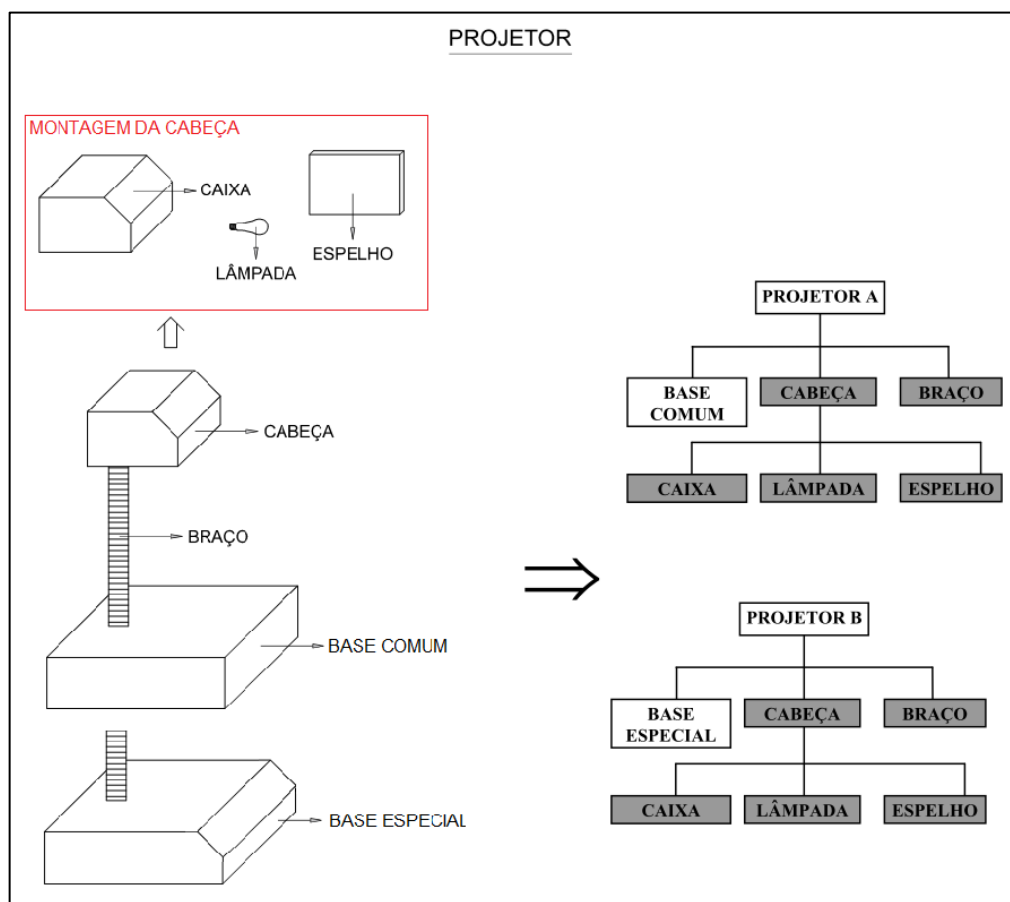 PROJETOR
MONTAGEM DA CABEÇA
CAIXA
LÂMPADA
ESPELHO
CABEÇA
BRAÇO
BASE COMUM
BASE ESPECIAL
PROJETOR A
BASE
COMUM
CABEÇA
BRAÇO
CAIXA
LÂMPADA
ESPELHO
PROJETOR B
BASE
ESPECIAL
CABEÇA
BRAÇO
CAIXA
LÂMPADA
ESPELHO